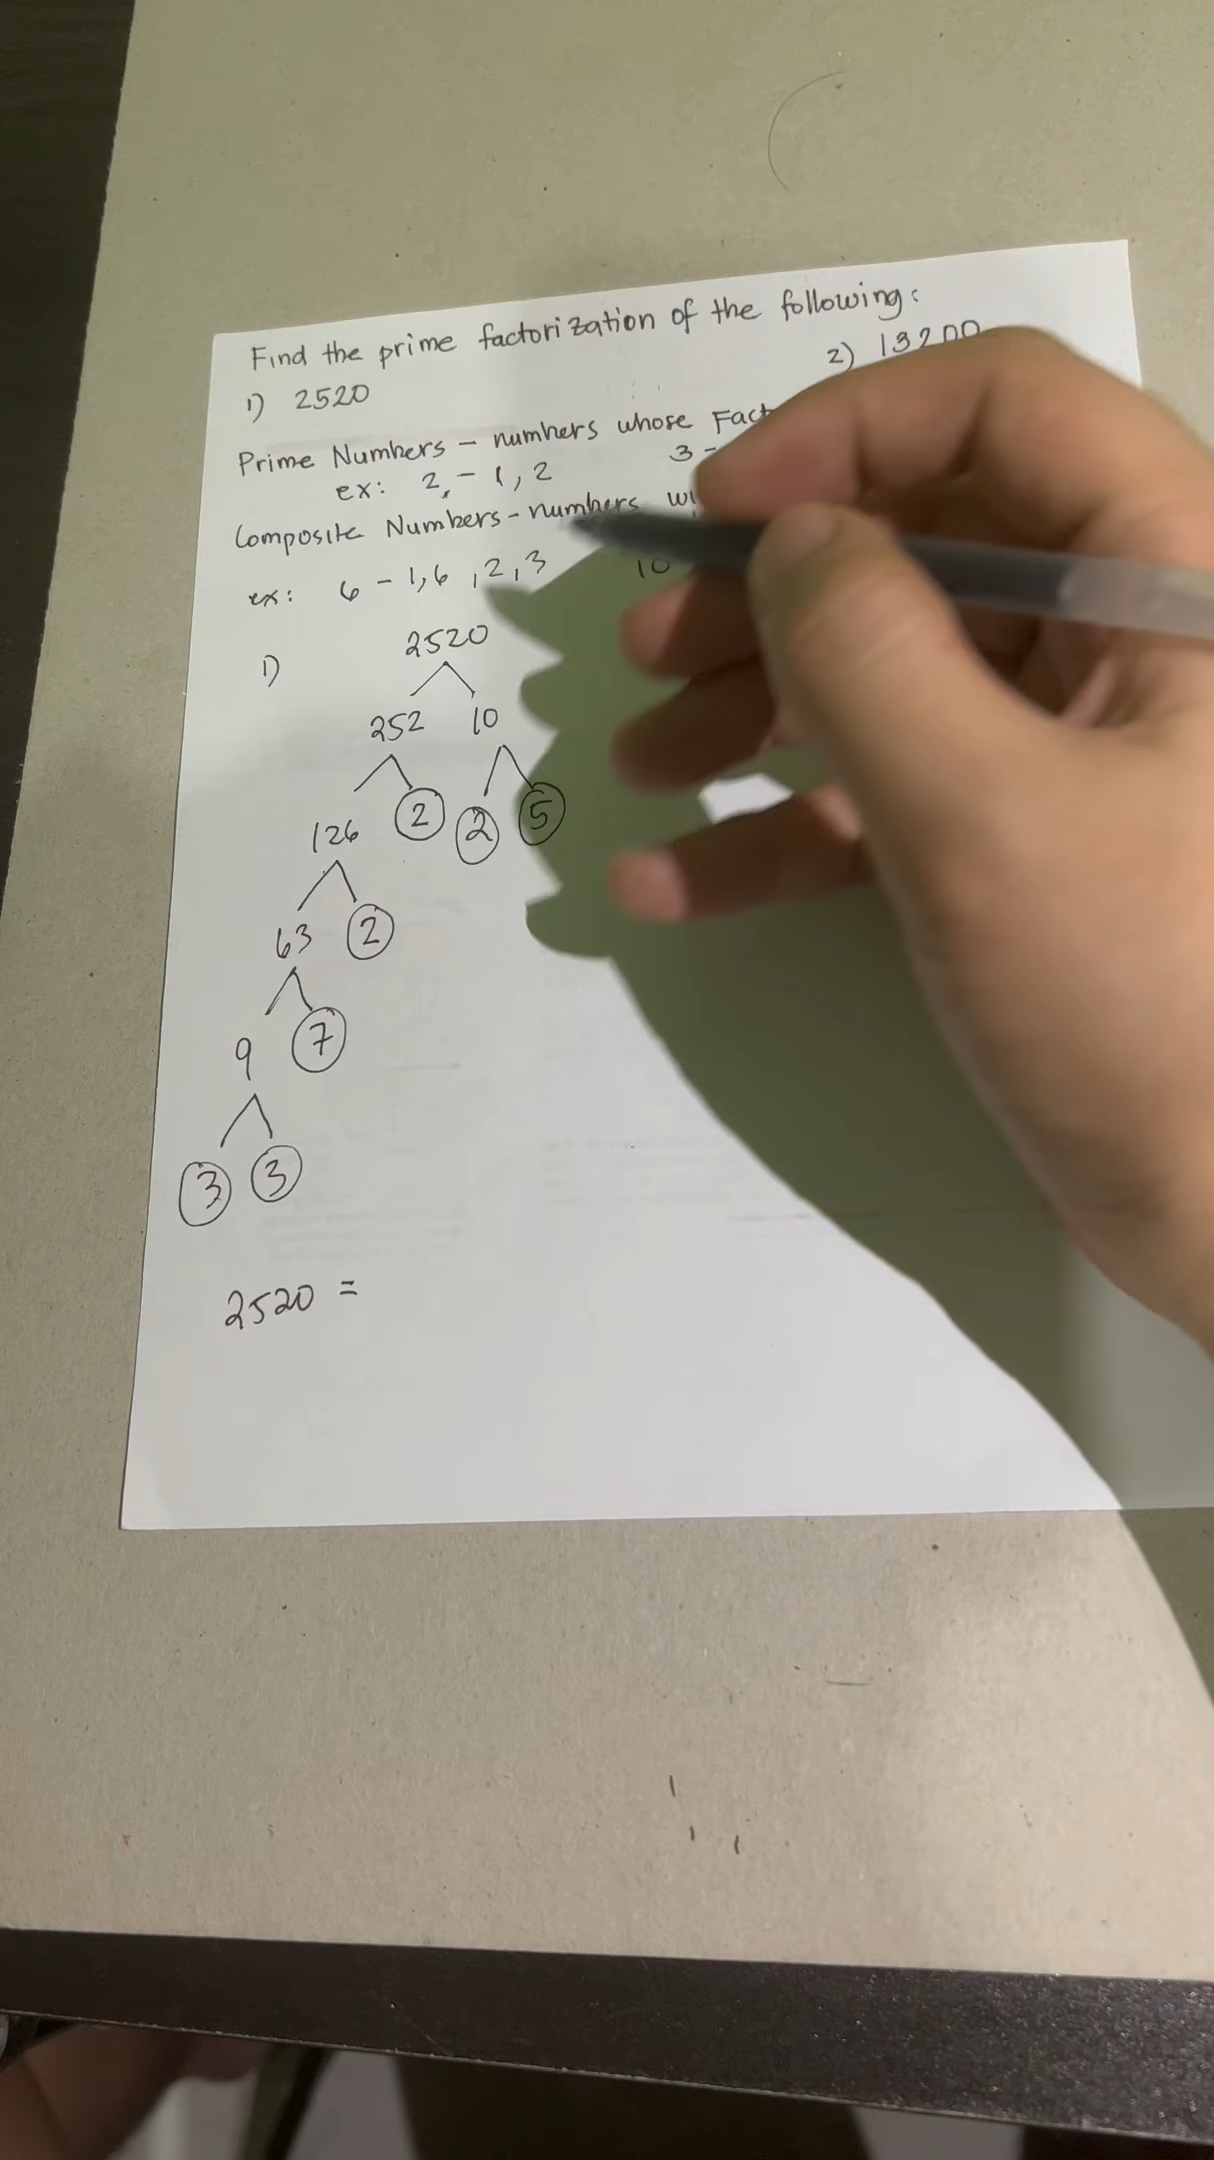 Find the prime factorization of the following:
1) 2520 2) 13200
Prime Numbers - numbers whose Fact
ex: 2 - 1, 2 3 -
Composite Numbers - numbers
ex: 6 - 1, 6, 2, 3 10
1) 2520
252 10
126 2 2 5
63 2
9 7
3 3
2520 =